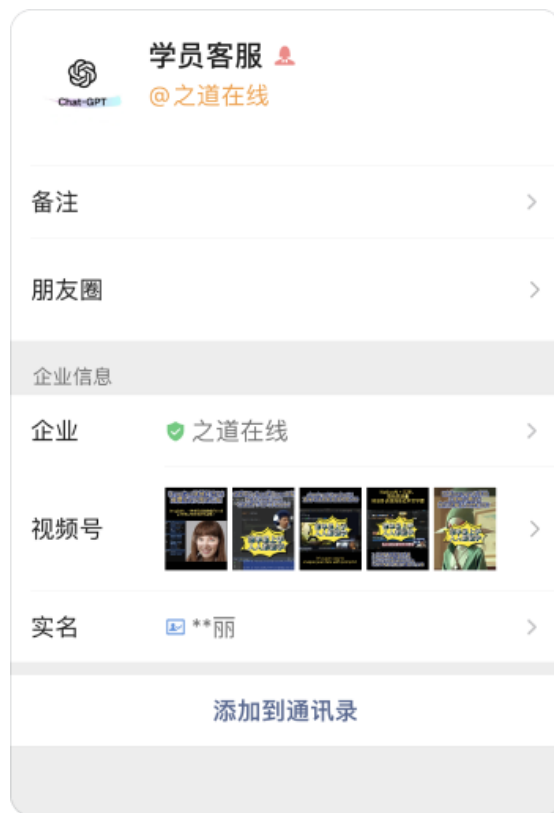 学员客服
Chat-GPT
@之道在线
备注
朋友圈
企业信息
企业
之道在线
视频号
实名
**丽
添加到通讯录